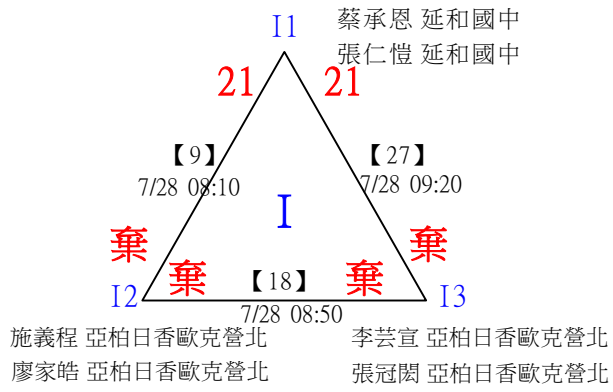 I1
蔡承恩 延和國中
張仁愷 延和國中
21
21
【9】
7/28 08:10
【27】
7/28 09:20
I
棄
棄
棄
棄
【18】
7/28 08:50
I2
I3
施義程 亞柏日香歐克營北
廖家皓 亞柏日香歐克營北
李芸宣 亞柏日香歐克營北
張冠閎 亞柏日香歐克營北